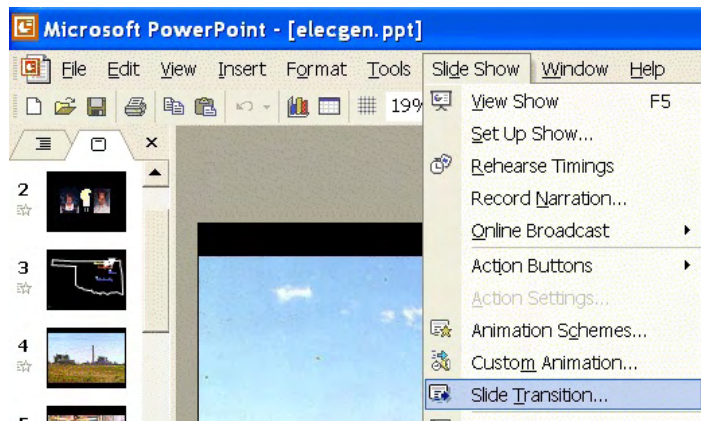 Microsoft PowerPoint - [elecgen.ppt]
File Edit View Insert Format Tools Slide Show Window Help
19%
View Show F5
Set Up Show...
Rehearse Timings
Record Narration...
Online Broadcast
Action Buttons
Action Settings...
Animation Schemes...
Custom Animation...
Slide Transition...
2
3
4